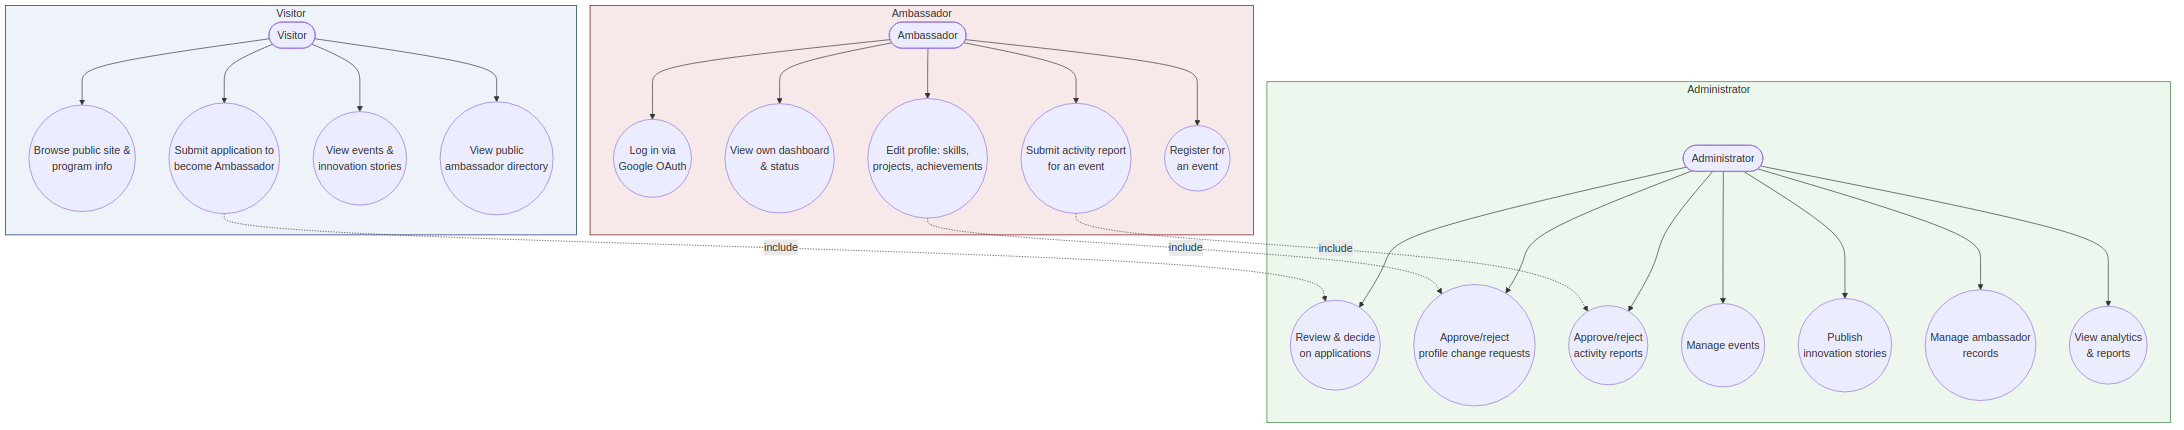 Visitor
Visitor
Browse public site &
program info
Submit application to
become Ambassador
View events &
innovation stories
View public
ambassador directory
Ambassador
Ambassador
Log in via
Google OAuth
View own dashboard
& status
Edit profile: skills,
projects, achievements
Submit activity report
for an event
Register for
an event
include
include
include
Administrator
Administrator
Review & decide
on applications
Approve/reject
profile change requests
Approve/reject
activity reports
Manage events
Publish
innovation stories
Manage ambassador
records
View analytics
& reports